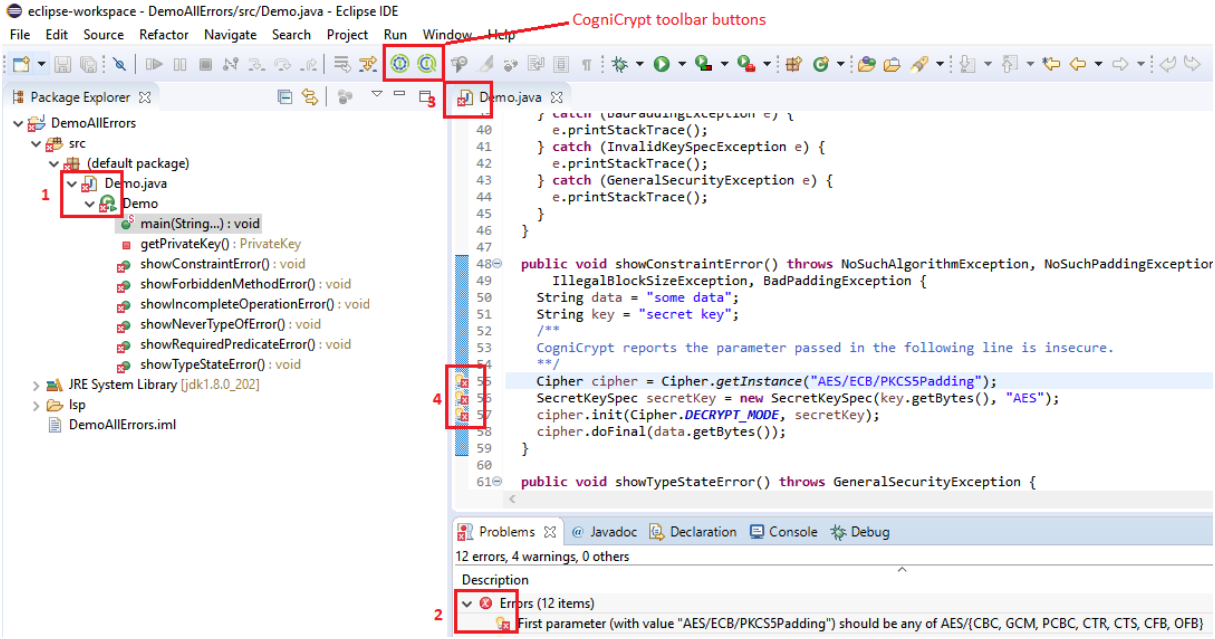 eclipse-workspace - DemoAllErrors/src/Demo.java - Eclipse IDE
CogniCrypt toolbar buttons
File Edit Source Refactor Navigate Search Project Run Window Help
Package Explorer
3
Demo.java
DemoAllErrors
src
(default package)
1
Demo.java
Demo
main(String...) : void
getPrivateKey() : PrivateKey
showConstraintError() : void
showForbiddenMethodError() : void
showIncompleteOperationError() : void
showNeverTypeOfError() : void
showRequiredPredicateError() : void
showTypeStateError() : void
JRE System Library [jdk1.8.0_202]
lsp
DemoAllErrors.iml
39 } catch (BadPaddingException e) {
40 e.printStackTrace();
41 } catch (InvalidKeySpecException e) {
42 e.printStackTrace();
43 } catch (GeneralSecurityException e) {
44 e.printStackTrace();
45 }
46 }
47
48 public void showConstraintError() throws NoSuchAlgorithmException, NoSuchPaddingException
49 IllegalBlockSizeException, BadPaddingException {
50 String data = "some data";
51 String key = "secret key";
52 /**
53 CogniCrypt reports the parameter passed in the following line is insecure.
54 **/
55 Cipher cipher = Cipher.getInstance("AES/ECB/PKCS5Padding");
4 56 SecretKeySpec secretKey = new SecretKeySpec(key.getBytes(), "AES");
57 cipher.init(Cipher.DECRYPT_MODE, secretKey);
58 cipher.doFinal(data.getBytes());
59 }
60
61 public void showTypeStateError() throws GeneralSecurityException {
Problems @ Javadoc Declaration Console Debug
12 errors, 4 warnings, 0 others
Description
2
Errors (12 items)
First parameter (with value "AES/ECB/PKCS5Padding") should be any of AES/{CBC, GCM, PCBC, CTR, CTS, CFB, OFB}